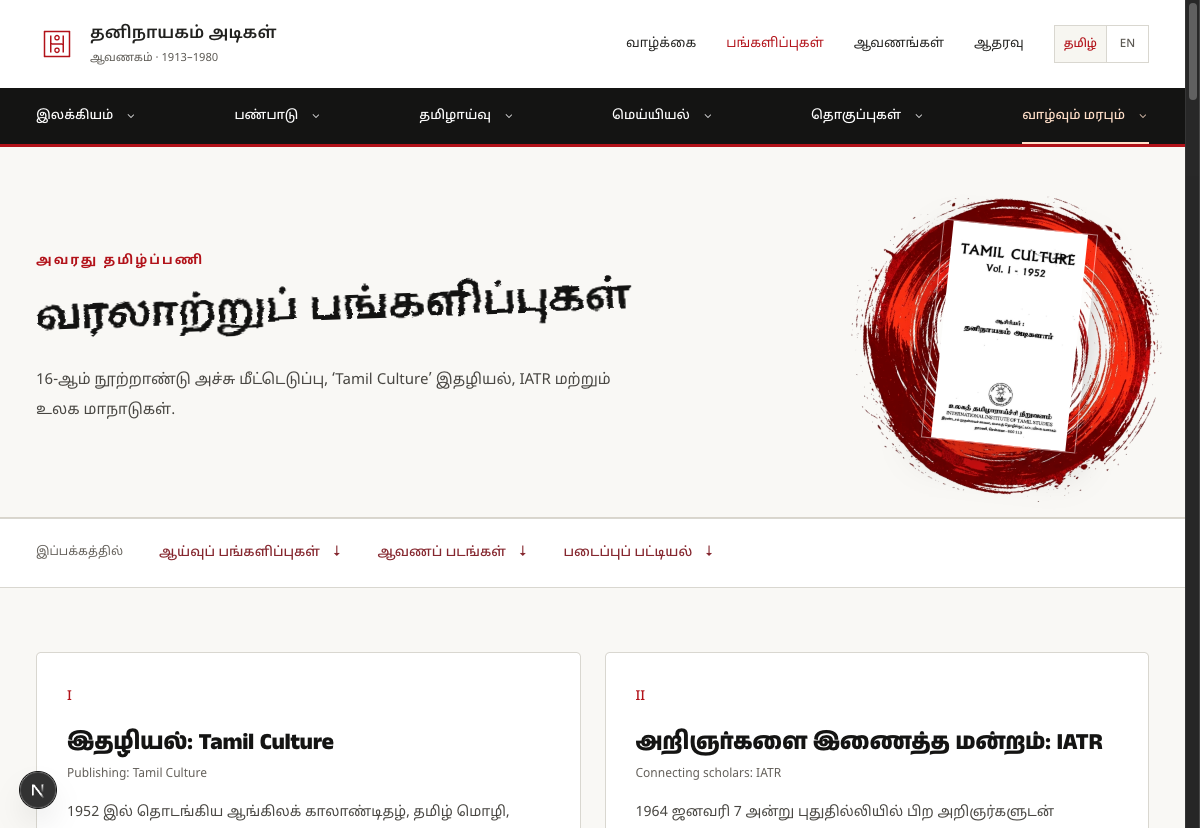 தனிநாயகம் அடிகள்
ஆவணகம் · 1913–1980
வாழ்க்கை
பங்களிப்புகள்
ஆவணங்கள்
ஆதரவு
தமிழ்
EN
இலக்கியம்
பண்பாடு
தமிழாய்வு
மெய்யியல்
தொகுப்புகள்
வாழ்வும் மரபும்
அவரது தமிழ்ப்பணி
வரலாற்றுப் பங்களிப்புகள்
16-ஆம் நூற்றாண்டு அச்சு மீட்டெடுப்பு, ‘Tamil Culture’ இதழியல், IATR மற்றும்
உலக மாநாடுகள்.
TAMIL CULTURE
Vol. I - 1952
ஆசிரியர் :
தனிநாயகம் அடிகளார்
உலகத் தமிழாராய்ச்சி நிறுவனம்
INTERNATIONAL INSTITUTE OF TAMIL STUDIES
இப்பக்கத்தில்
ஆய்வுப் பங்களிப்புகள் ↓
ஆவணப் படங்கள் ↓
படைப்புப் பட்டியல் ↓
I
இதழியல்: Tamil Culture
Publishing: Tamil Culture
1952 இல் தொடங்கிய ஆங்கிலக் காலாண்டிதழ், தமிழ் மொழி,
II
அறிஞர்களை இணைத்த மன்றம்: IATR
Connecting scholars: IATR
1964 ஜனவரி 7 அன்று புதுதில்லியில் பிற அறிஞர்களுடன்
N